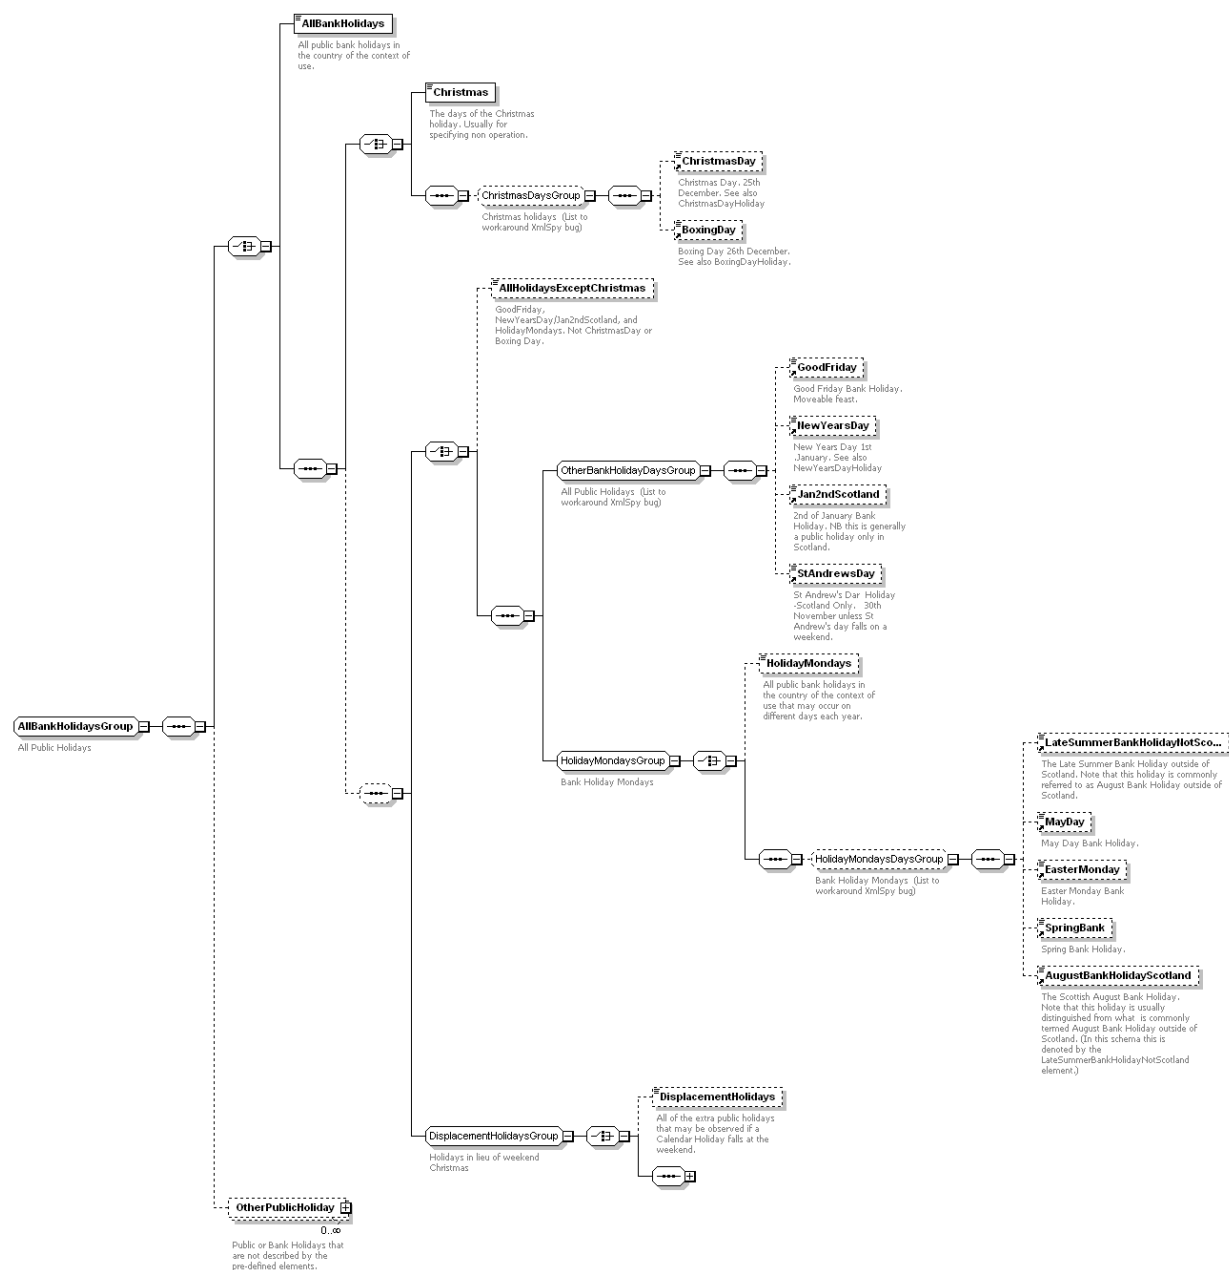 AllBankHolidays
All public bank holidays in
the country of the context of
use.
Christmas
The days of the Christmas
holiday. Usually for
specifying non operation.
ChristmasDay
Christmas Day. 25th
December. See also
ChristmasDayHoliday
ChristmasDaysGroup
Christmas holidays (List to
workaround XmlSpy bug)
BoxingDay
Boxing Day 26th December.
See also BoxingDayHoliday.
AllHolidaysExceptChristmas
GoodFriday,
NewYearsDay/Jan2ndScotland, and
HolidayMondays. Not ChristmasDay or
Boxing Day.
GoodFriday
Good Friday Bank Holiday.
Moveable feast.
NewYearsDay
New Years Day 1st
.January. See also
NewYearsDayHoliday
OtherBankHolidayDaysGroup
All Public Holidays (List to
workaround XmlSpy bug)
Jan2ndScotland
2nd of January Bank
Holiday. NB this is generally
a public holiday only in
Scotland.
StAndrewsDay
St Andrew's Dar Holiday
-Scotland Only. 30th
November unless St
Andrew's day falls on a
weekend.
HolidayMondays
All public bank holidays in
the country of the context of
use that may occur on
different days each year.
AllBankHolidaysGroup
All Public Holidays
HolidayMondaysGroup
Bank Holiday Mondays
LateSummerBankHolidayNotSco...
The Late Summer Bank Holiday outside of
Scotland. Note that this holiday is commonly
referred to as August Bank Holiday outside of
Scotland.
MayDay
May Day Bank Holiday.
HolidayMondaysDaysGroup
Bank Holiday Mondays (List to
workaround XmlSpy bug)
EasterMonday
Easter Monday Bank
Holiday.
SpringBank
Spring Bank Holiday.
AugustBankHolidayScotland
The Scottish August Bank Holiday.
Note that this holiday is usually
distinguished from what is commonly
termed August Bank Holiday outside of
Scotland. (In this schema this is
denoted by the
LateSummerBankHolidayNotScotland
element.)
DisplacementHolidays
All of the extra public holidays
that may be observed if a
Calendar Holiday falls at the
weekend.
DisplacementHolidaysGroup
Holidays in lieu of weekend
Christmas
OtherPublicHoliday
0..∞
Public or Bank Holidays that
are not described by the
pre-defined elements.